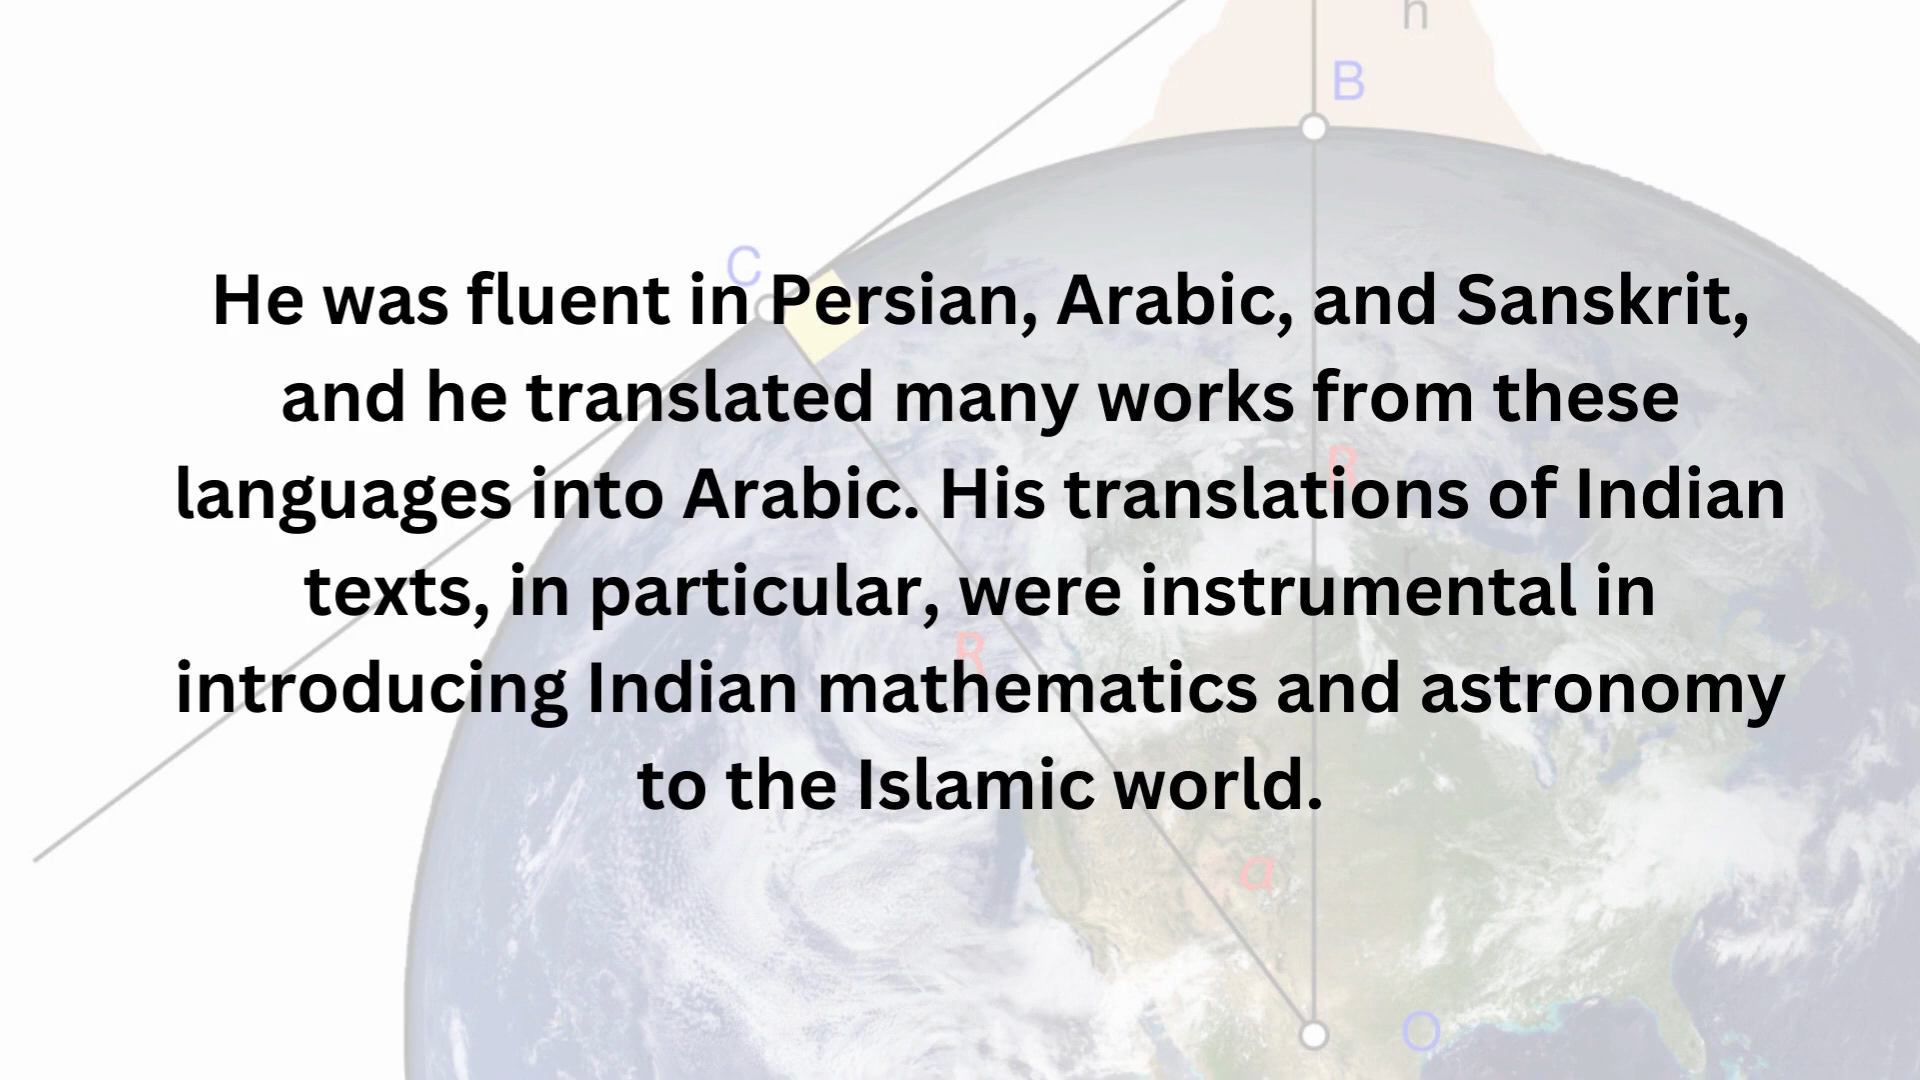 h
B
C
He was fluent in Persian, Arabic, and Sanskrit,
and he translated many works from these
R
languages into Arabic. His translations of Indian
texts, in particular, were instrumental in
R
introducing Indian mathematics and astronomy
to the Islamic world.
α
O